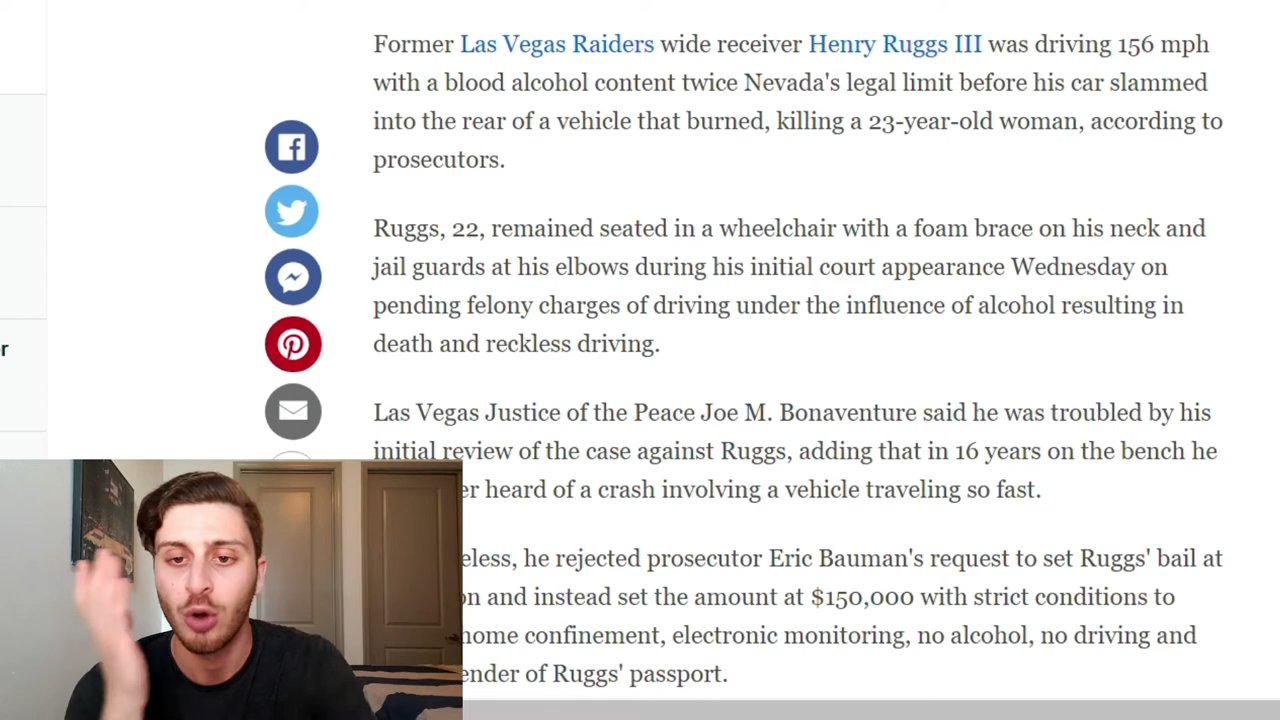 Former Las Vegas Raiders wide receiver Henry Ruggs III was driving 156 mph
with a blood alcohol content twice Nevada's legal limit before his car slammed
into the rear of a vehicle that burned, killing a 23-year-old woman, according to
prosecutors.
Ruggs, 22, remained seated in a wheelchair with a foam brace on his neck and
jail guards at his elbows during his initial court appearance Wednesday on
pending felony charges of driving under the influence of alcohol resulting in
death and reckless driving.
r
Las Vegas Justice of the Peace Joe M. Bonaventure said he was troubled by his
initial review of the case against Ruggs, adding that in 16 years on the bench he
er heard of a crash involving a vehicle traveling so fast.
eless, he rejected prosecutor Eric Bauman's request to set Ruggs' bail at
on and instead set the amount at $150,000 with strict conditions to
home confinement, electronic monitoring, no alcohol, no driving and
ender of Ruggs' passport.